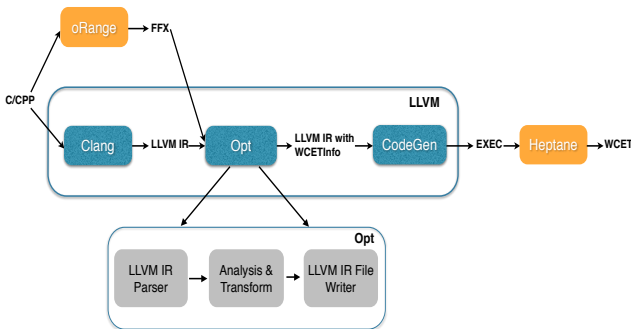 oRange
FFX
C/CPP
LLVM
Clang
LLVM IR
Opt
LLVM IR with
WCETInfo
CodeGen
EXEC
Heptane
WCET
Opt
LLVM IR
Parser
Analysis &
Transform
LLVM IR File
Writer